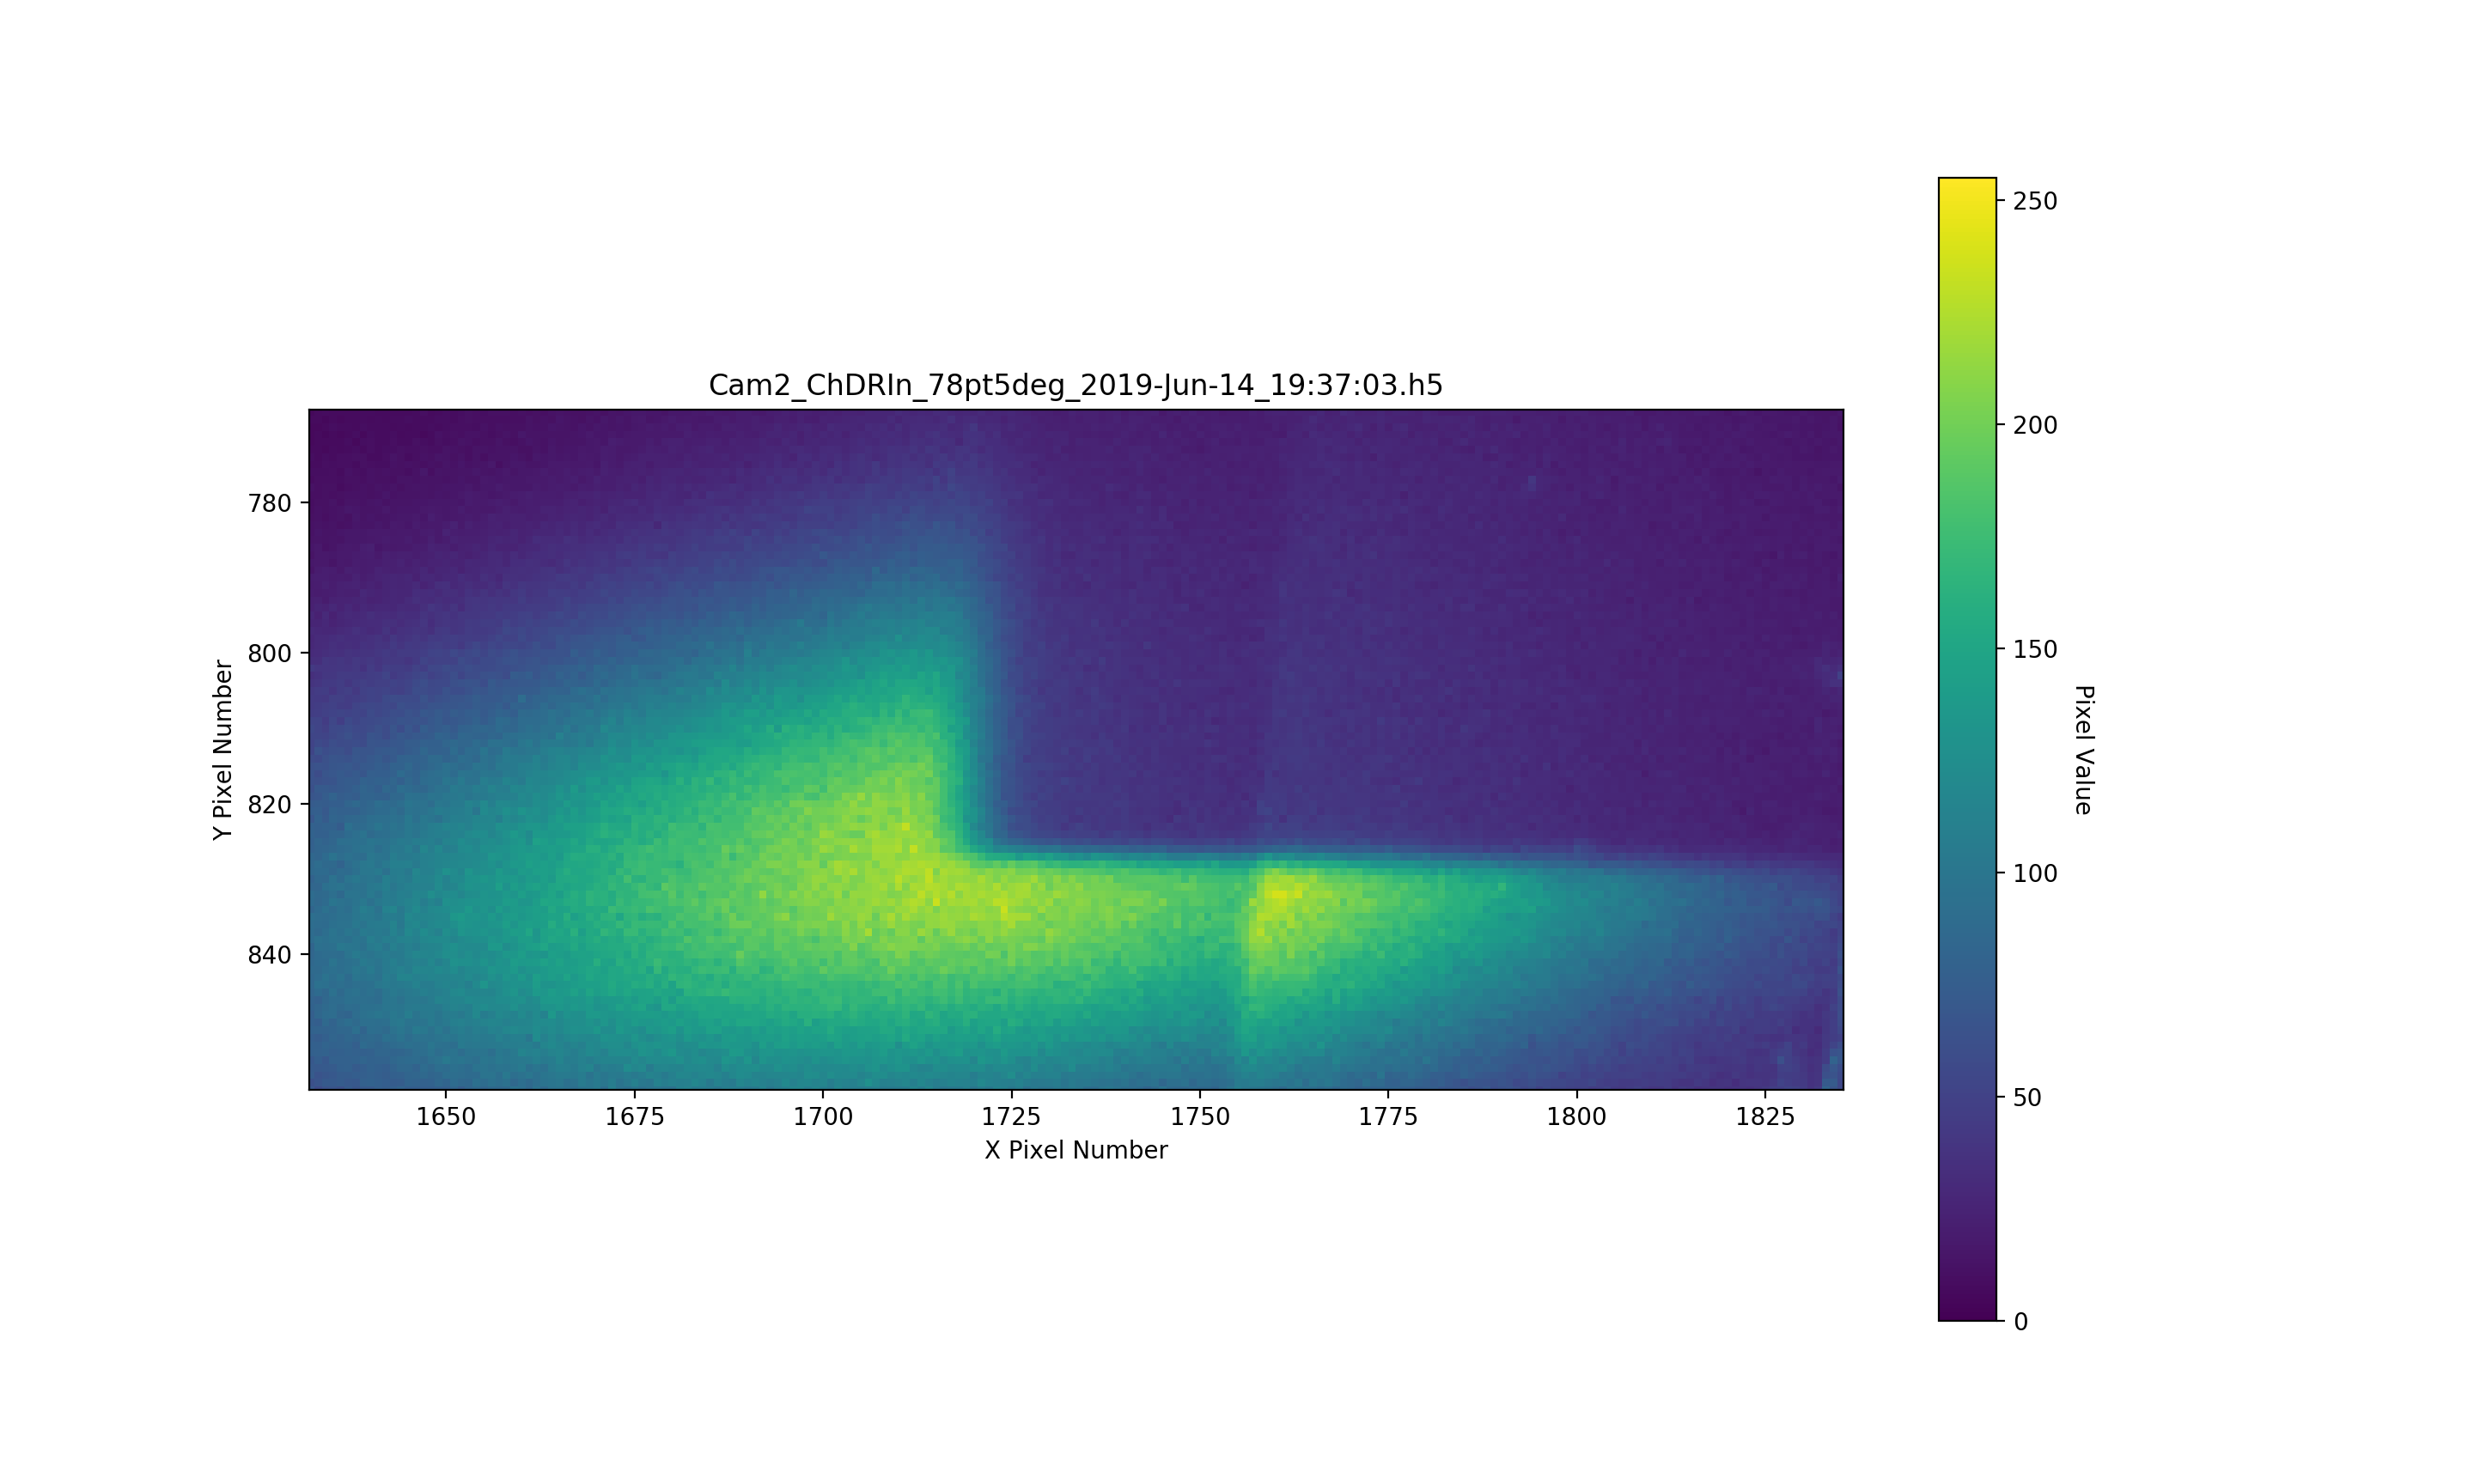 Cam2_ChDRIn_78pt5deg_2019-Jun-14_19:37:03.h5
780
800
820
840
Y Pixel Number
1650 1675 1700 1725 1750 1775 1800 1825
X Pixel Number
250
200
150
100
50
0
Pixel Value